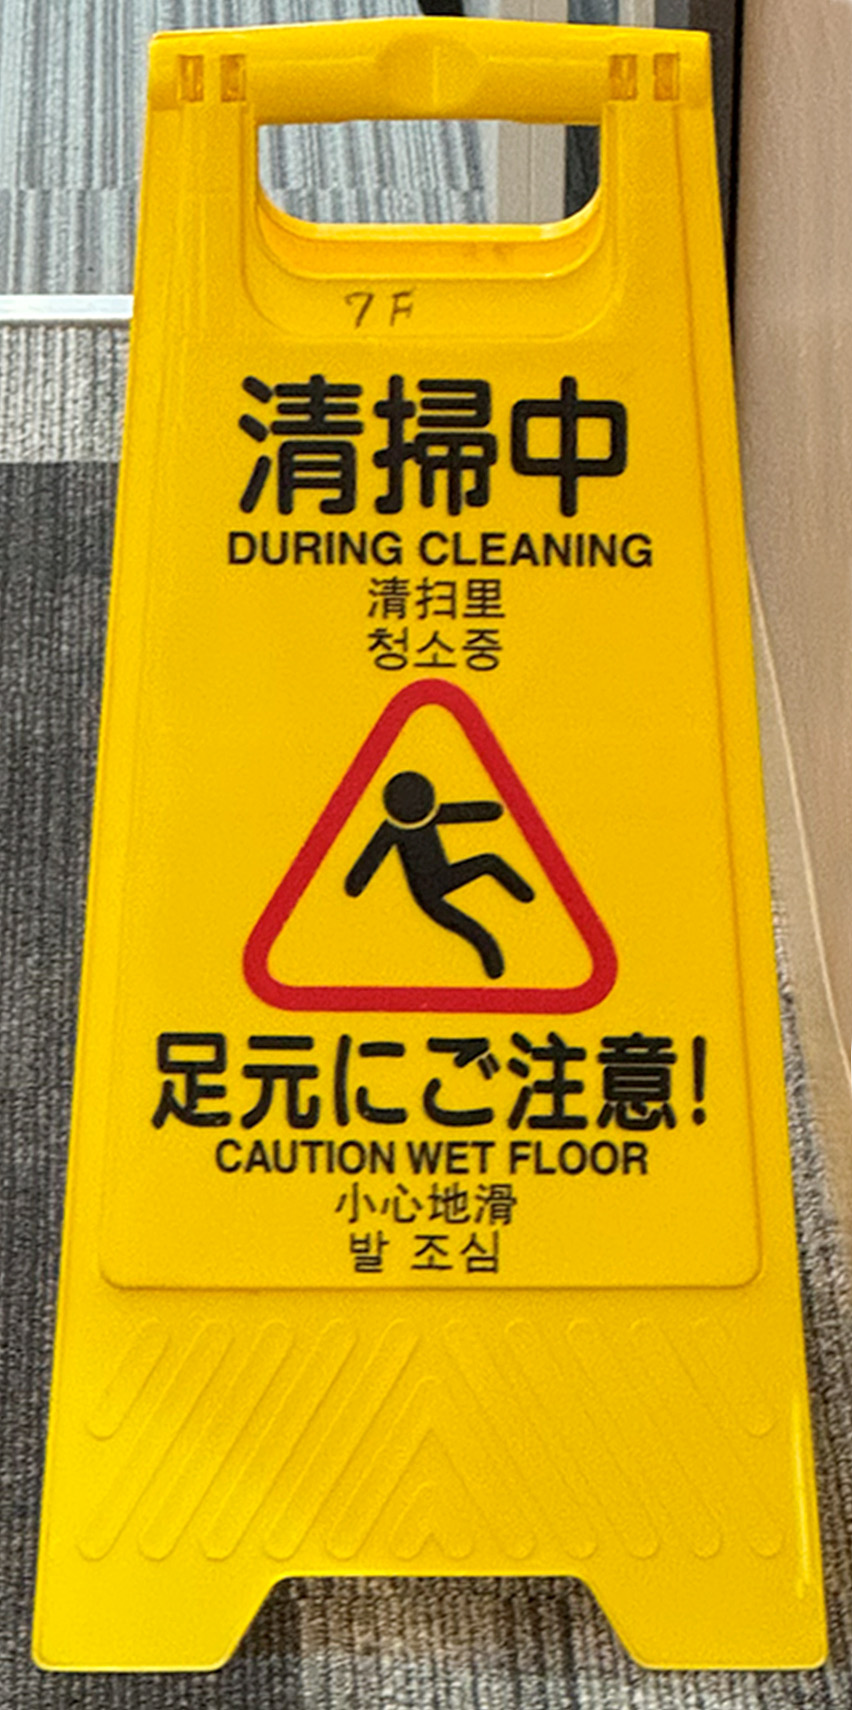 7F
清掃中
DURING CLEANING
清扫里
청소중
足元にご注意!
CAUTION WET FLOOR
小心地滑
발 조심